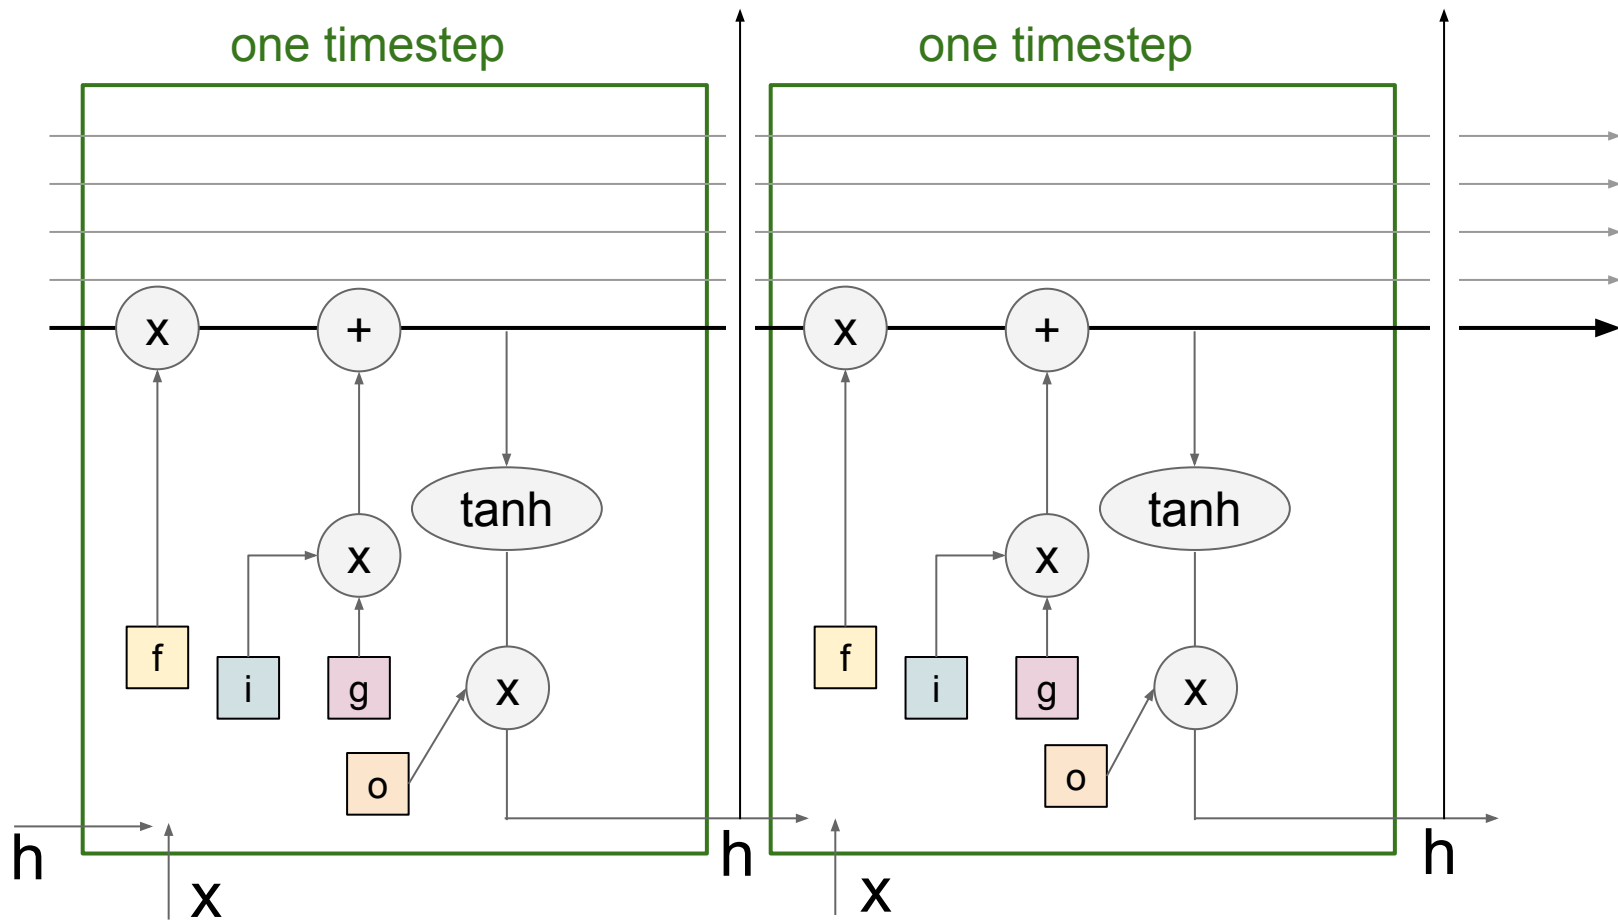 one timestep
one timestep
x
+
x
+
tanh
tanh
x
x
f
i
g
x
f
i
g
x
o
o
h
h
h
x
x